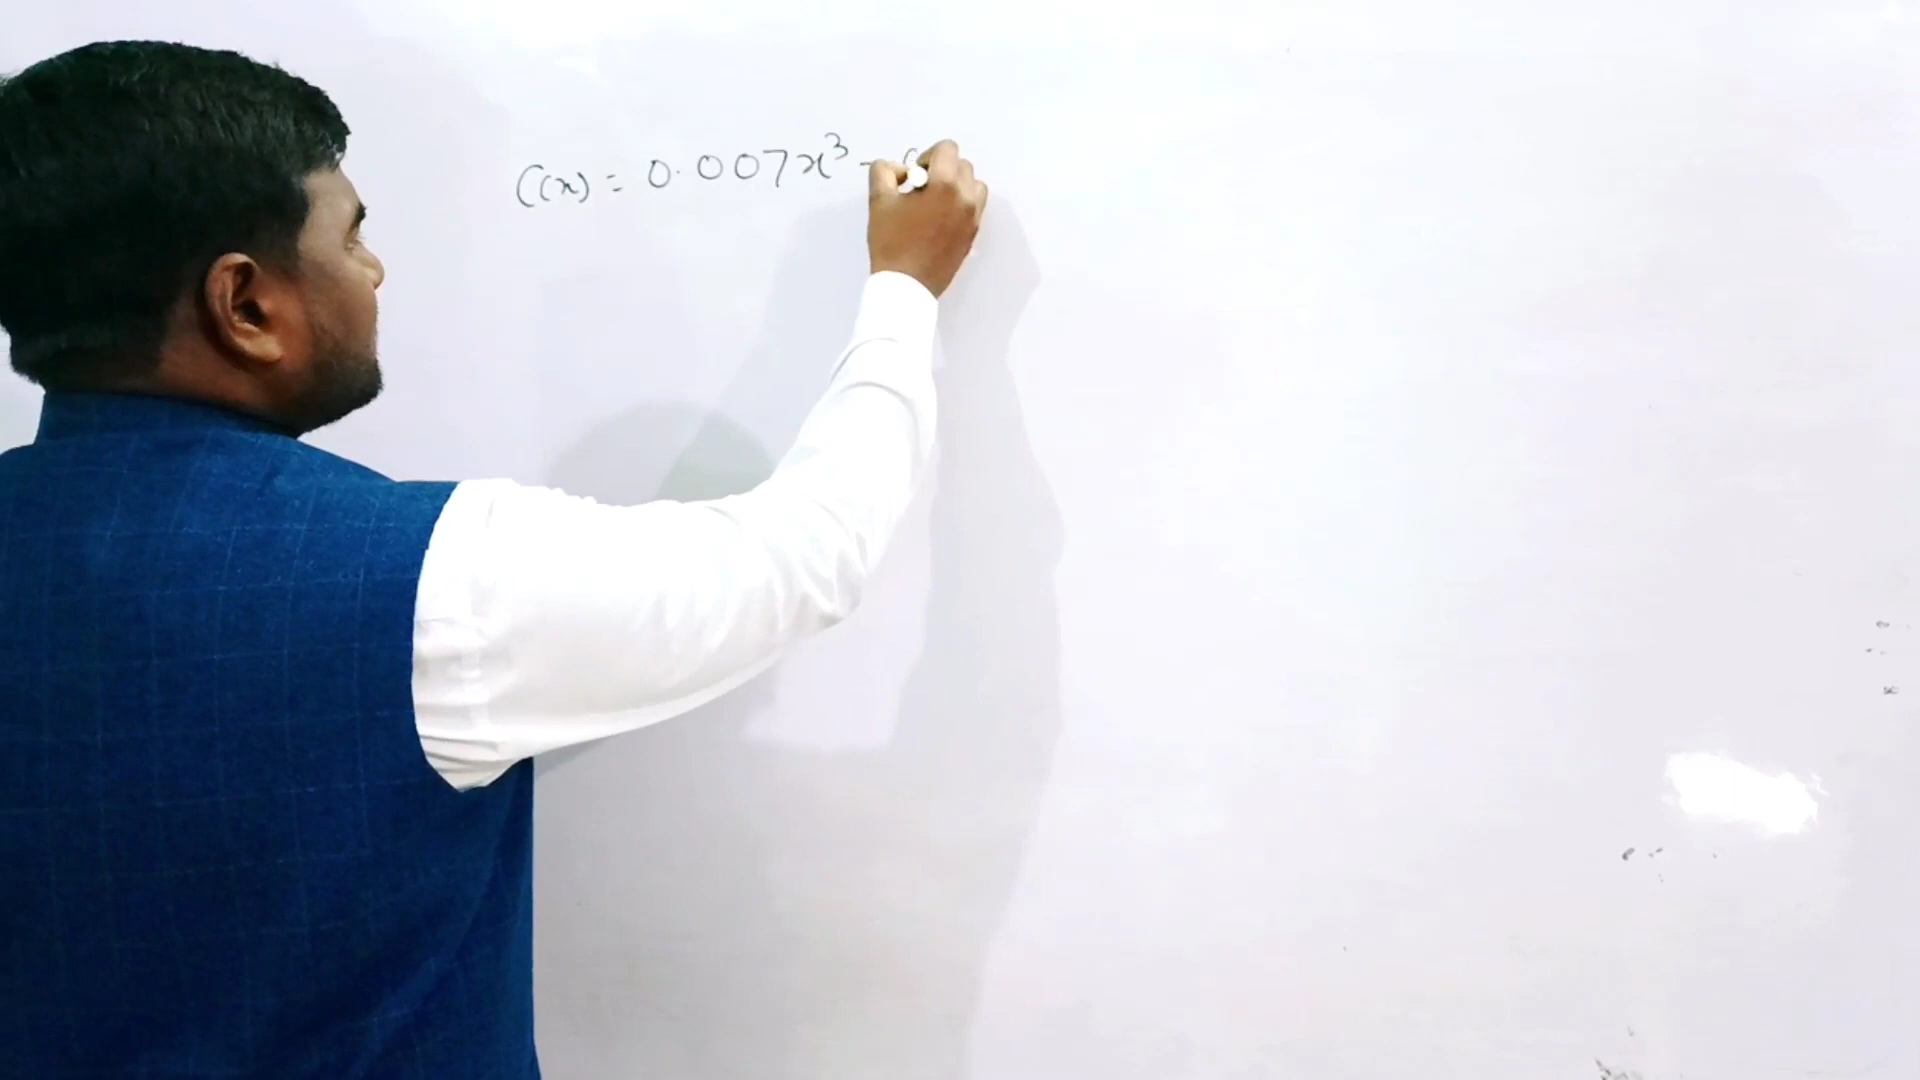 C(x) = 0.007x³ -